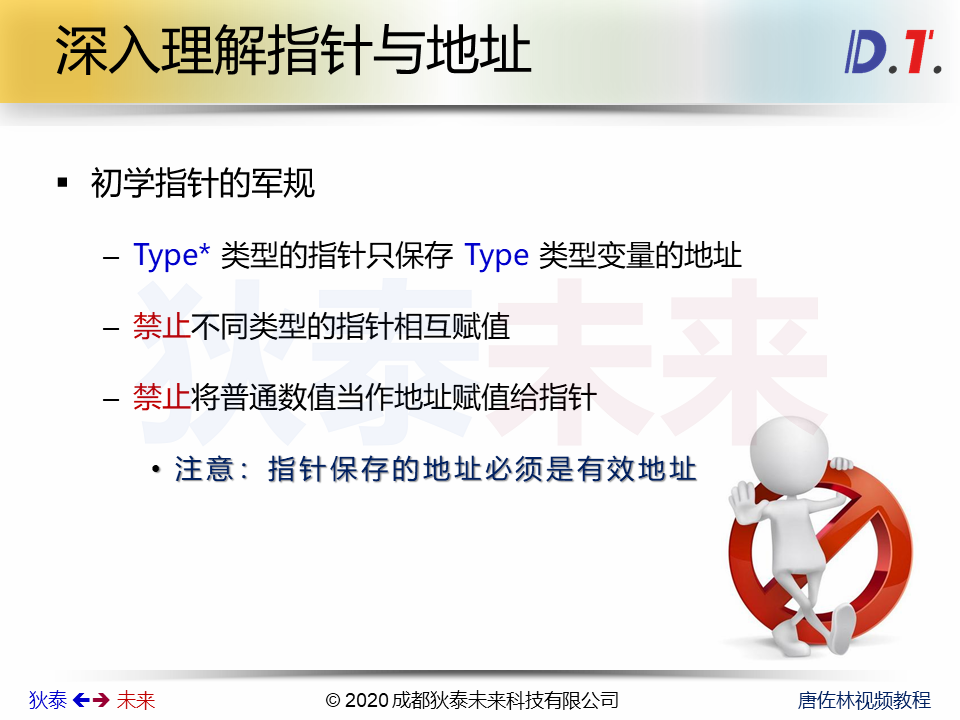 深入理解指针与地址
D.T.
初学指针的军规
Type* 类型的指针只保存 Type 类型变量的地址
禁止不同类型的指针相互赋值
禁止将普通数值当作地址赋值给指针
注意：指针保存的地址必须是有效地址
狄泰未来
狄泰 未来
© 2020 成都狄泰未来科技有限公司
唐佐林视频教程